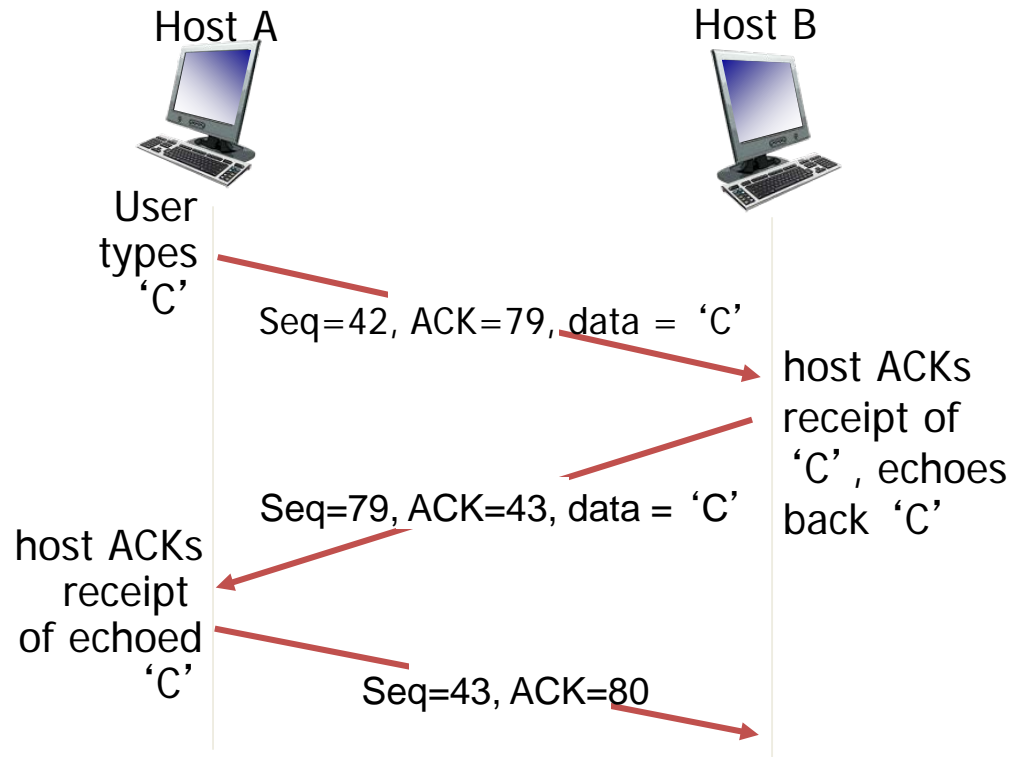 Host A
Host B
User
types
‘C’
Seq=42, ACK=79, data = ‘C’
host ACKs
receipt of
‘C’, echoes
back ‘C’
Seq=79, ACK=43, data = ‘C’
host ACKs
receipt
of echoed
‘C’
Seq=43, ACK=80